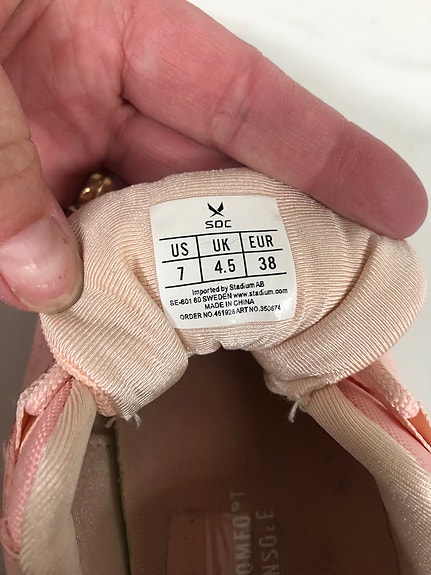 SOC
US UK EUR
7 4.5 38
Imported by Stadium AB
SE-601 60 SWEDEN www.stadium.com
MADE IN CHINA
ORDER NO.451928 ART NO.350874